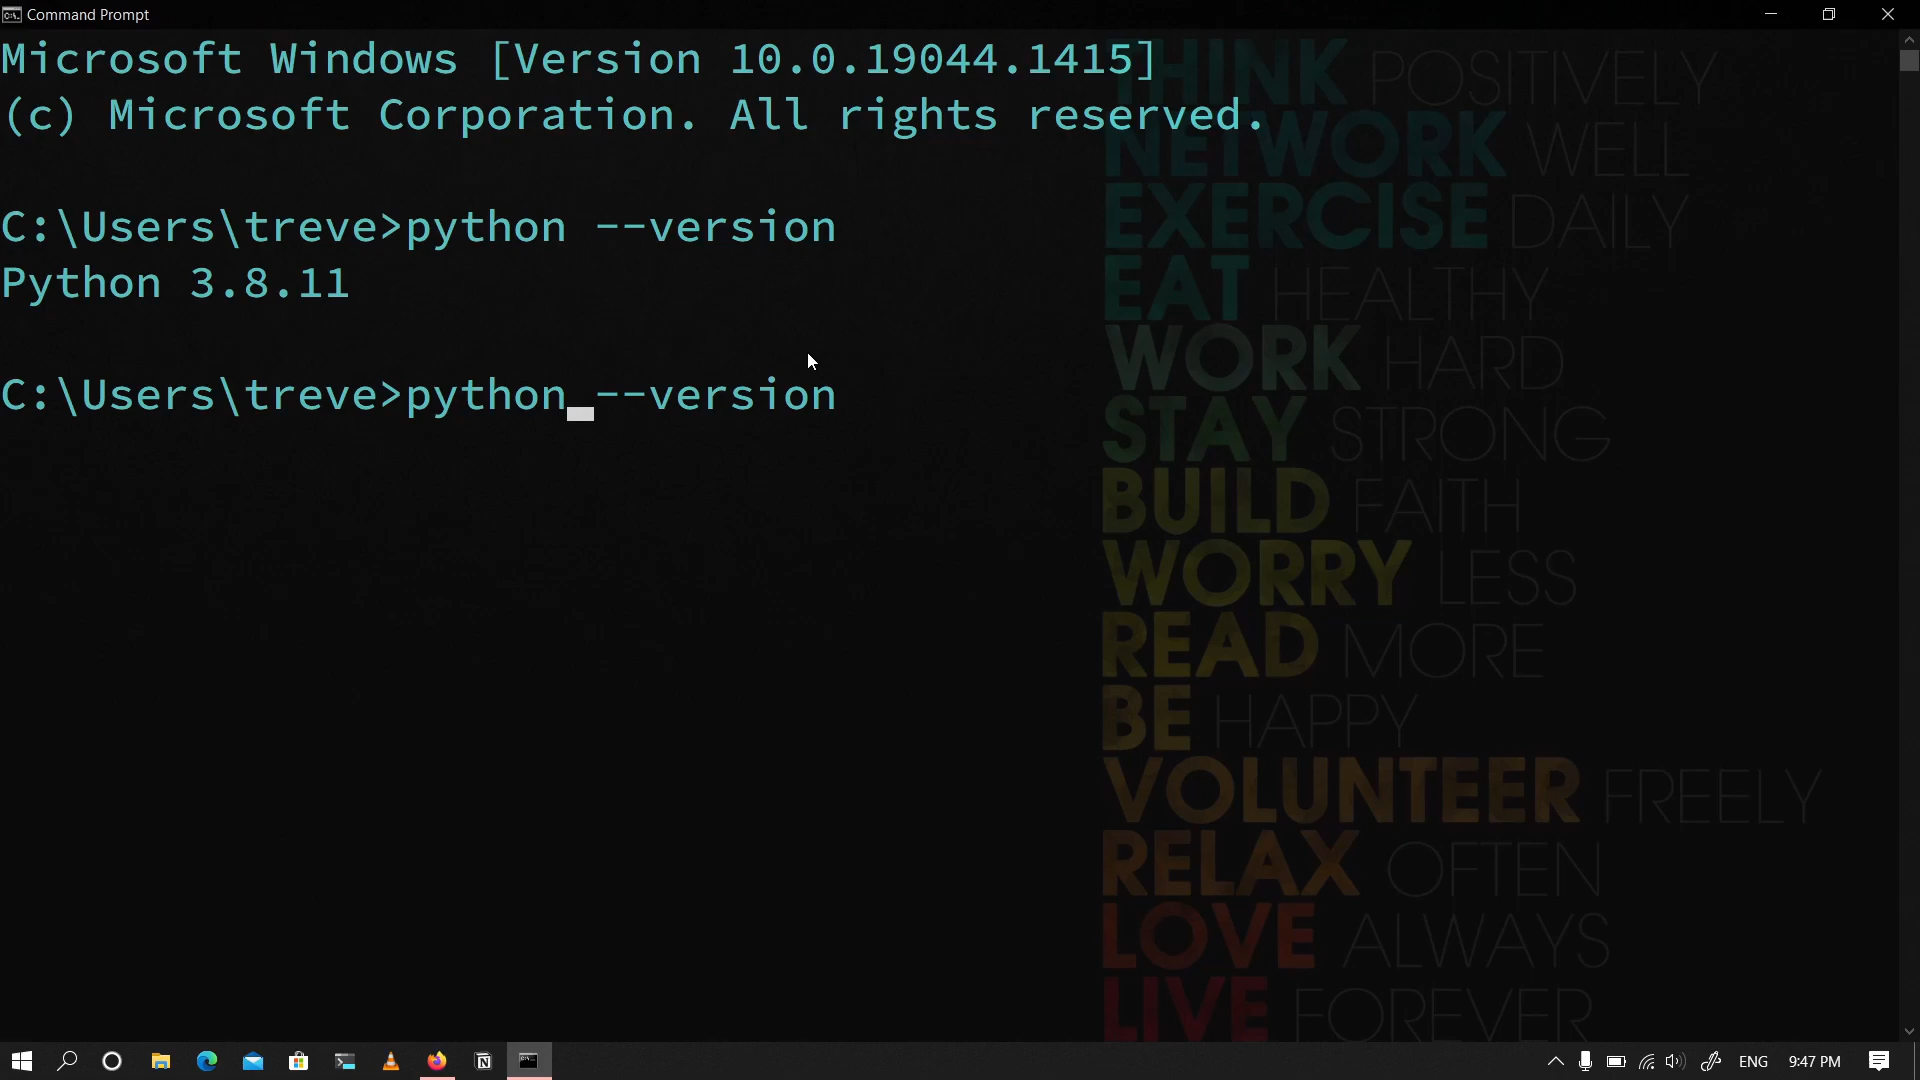 Command Prompt
Microsoft Windows [Version 10.0.19044.1415]
(c) Microsoft Corporation. All rights reserved.
C:\Users\treve>python --version
Python 3.8.11
C:\Users\treve>python_--version
THINK POSITIVELY
NETWORK WELL
EXERCISE DAILY
EAT HEALTHY
WORK HARD
STAY STRONG
BUILD FAITH
WORRY LESS
READ MORE
BE HAPPY
VOLUNTEER FREELY
RELAX OFTEN
LOVE ALWAYS
LIVE FOREVER
ENG 9:47 PM